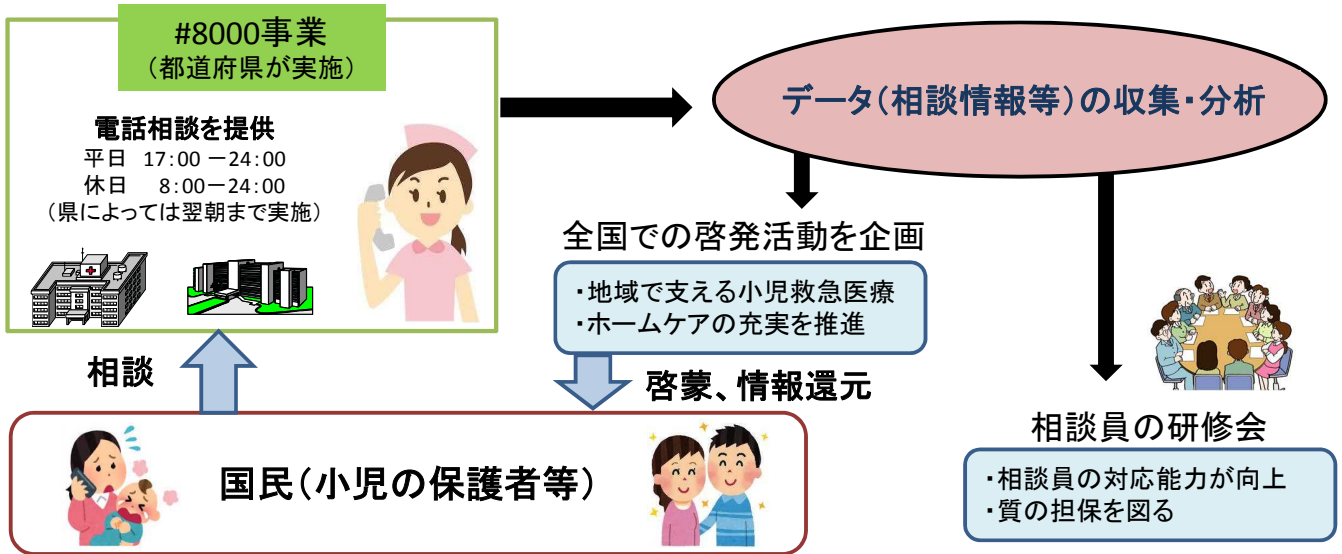 #8000事業
（都道府県が実施）
電話相談を提供
平日 17:00 －24:00
休日 8:00－24:00
（県によっては翌朝まで実施）
相談
データ（相談情報等）の収集・分析
全国での啓発活動を企画
・地域で支える小児救急医療
・ホームケアの充実を推進
啓蒙、情報還元
国民（小児の保護者等）
相談員の研修会
・相談員の対応能力が向上
・質の担保を図る